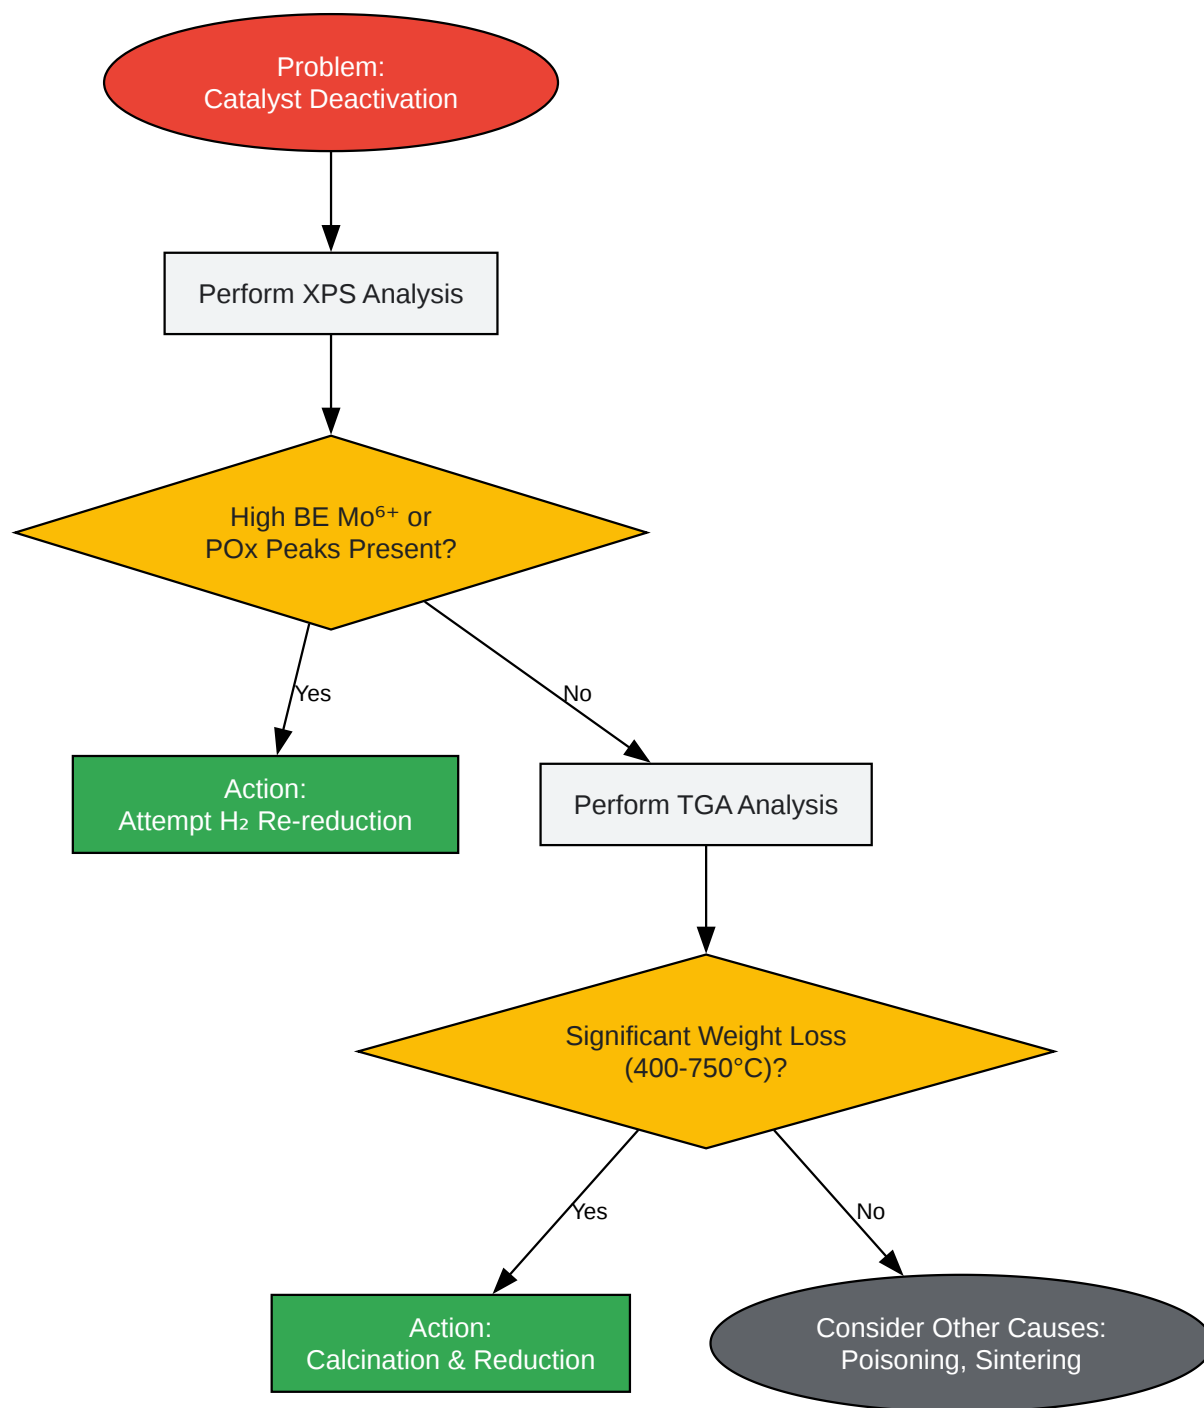 Problem:
Catalyst Deactivation
Perform XPS Analysis
High BE Mo⁶⁺ or
POx Peaks Present?
Yes
No
Action:
Attempt H₂ Re-reduction
Perform TGA Analysis
Significant Weight Loss
(400-750°C)?
Yes
No
Action:
Calcination & Reduction
Consider Other Causes:
Poisoning, Sintering